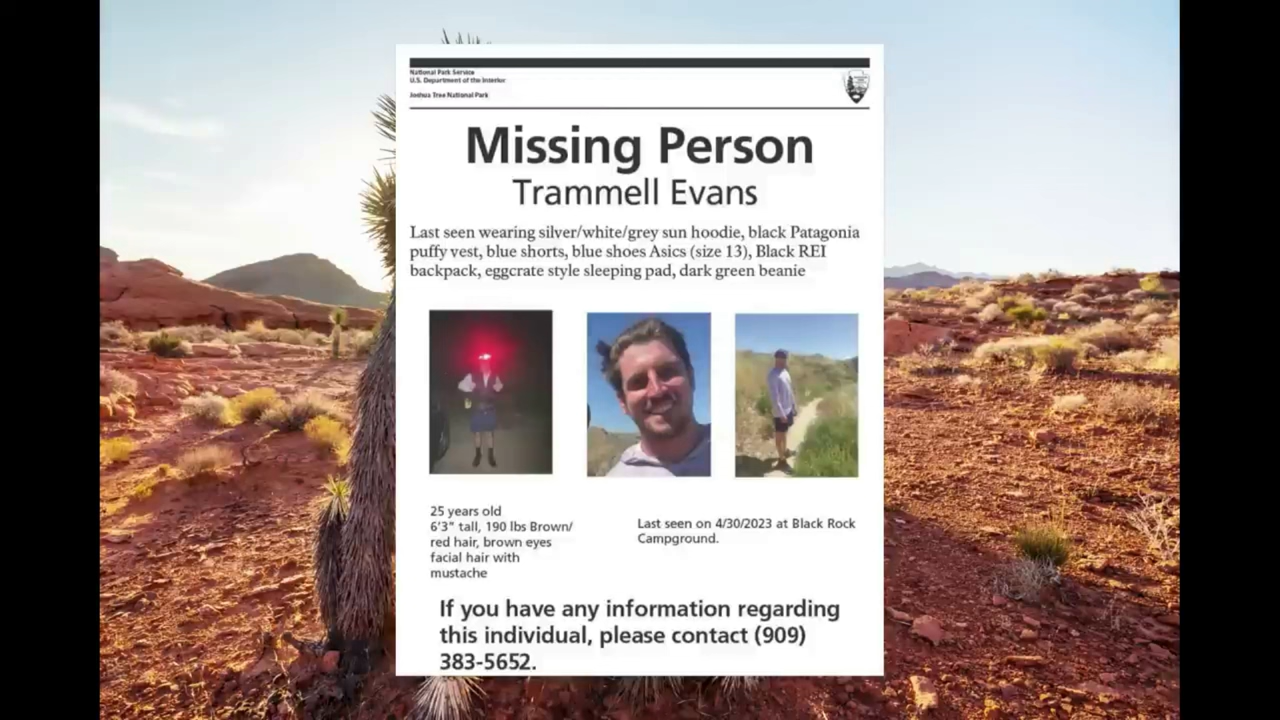 National Park Service
U.S. Department of the Interior
Joshua Tree National Park
Missing Person
Trammell Evans
Last seen wearing silver/white/grey sun hoodie, black Patagonia
puffy vest, blue shorts, blue shoes Asics (size 13), Black REI
backpack, eggcrate style sleeping pad, dark green beanie
25 years old
6'3" tall, 190 lbs Brown/
red hair, brown eyes
facial hair with
mustache
Last seen on 4/30/2023 at Black Rock
Campground.
If you have any information regarding
this individual, please contact (909)
383-5652.